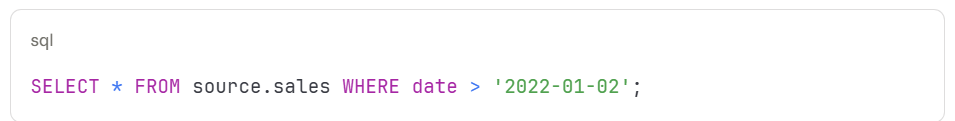 sql
SELECT * FROM source.sales WHERE date > '2022-01-02';